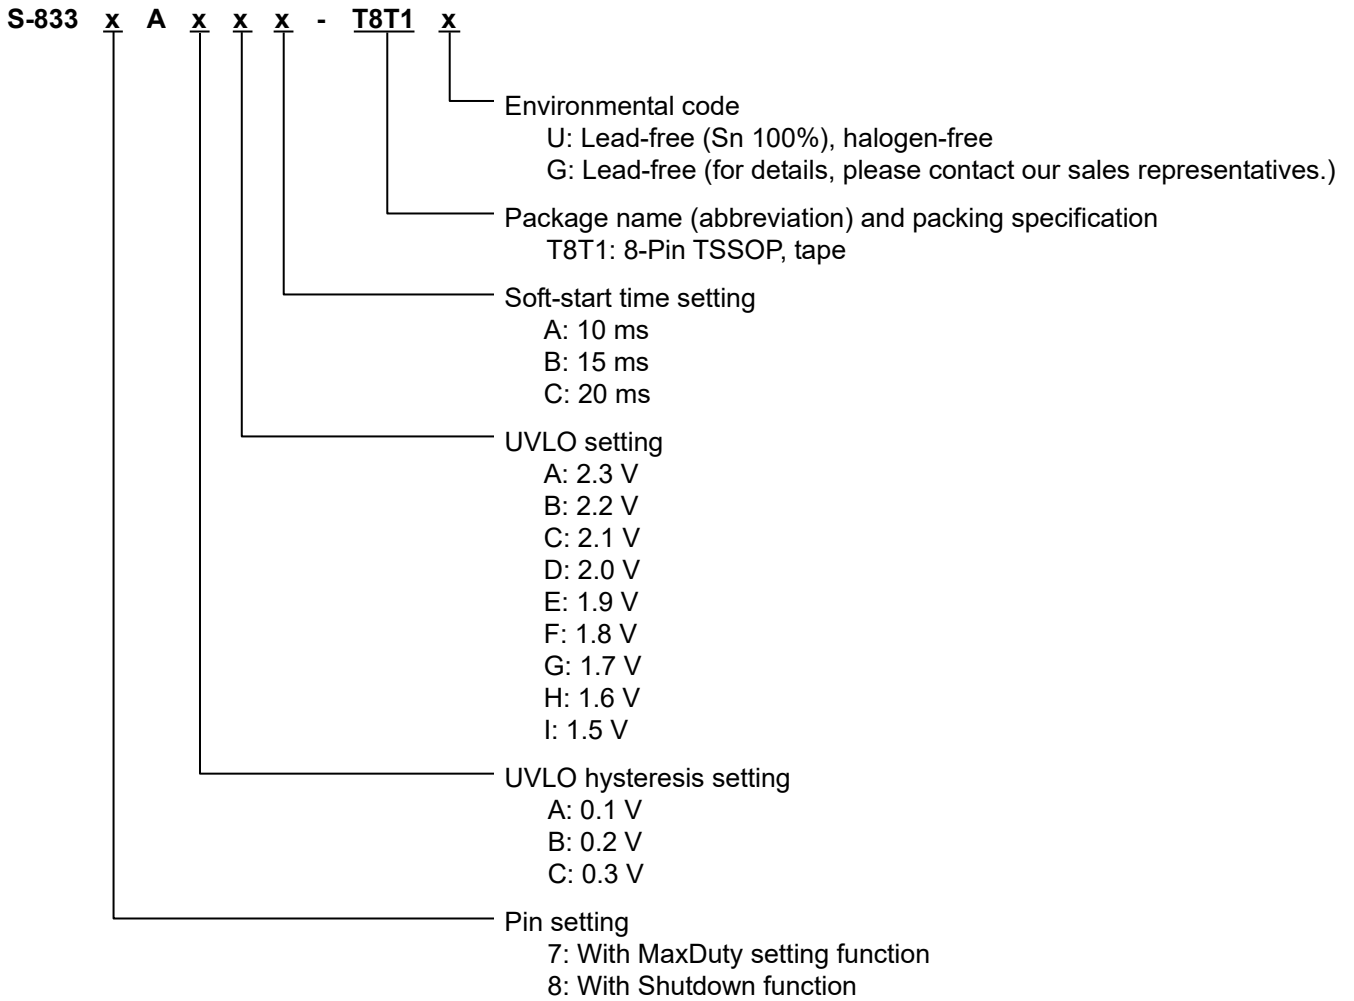 S-833 x A x x x - T8T1 x
Environmental code
U: Lead-free (Sn 100%), halogen-free
G: Lead-free (for details, please contact our sales representatives.)
Package name (abbreviation) and packing specification
T8T1: 8-Pin TSSOP, tape
Soft-start time setting
A: 10 ms
B: 15 ms
C: 20 ms
UVLO setting
A: 2.3 V
B: 2.2 V
C: 2.1 V
D: 2.0 V
E: 1.9 V
F: 1.8 V
G: 1.7 V
H: 1.6 V
I: 1.5 V
UVLO hysteresis setting
A: 0.1 V
B: 0.2 V
C: 0.3 V
Pin setting
7: With MaxDuty setting function
8: With Shutdown function